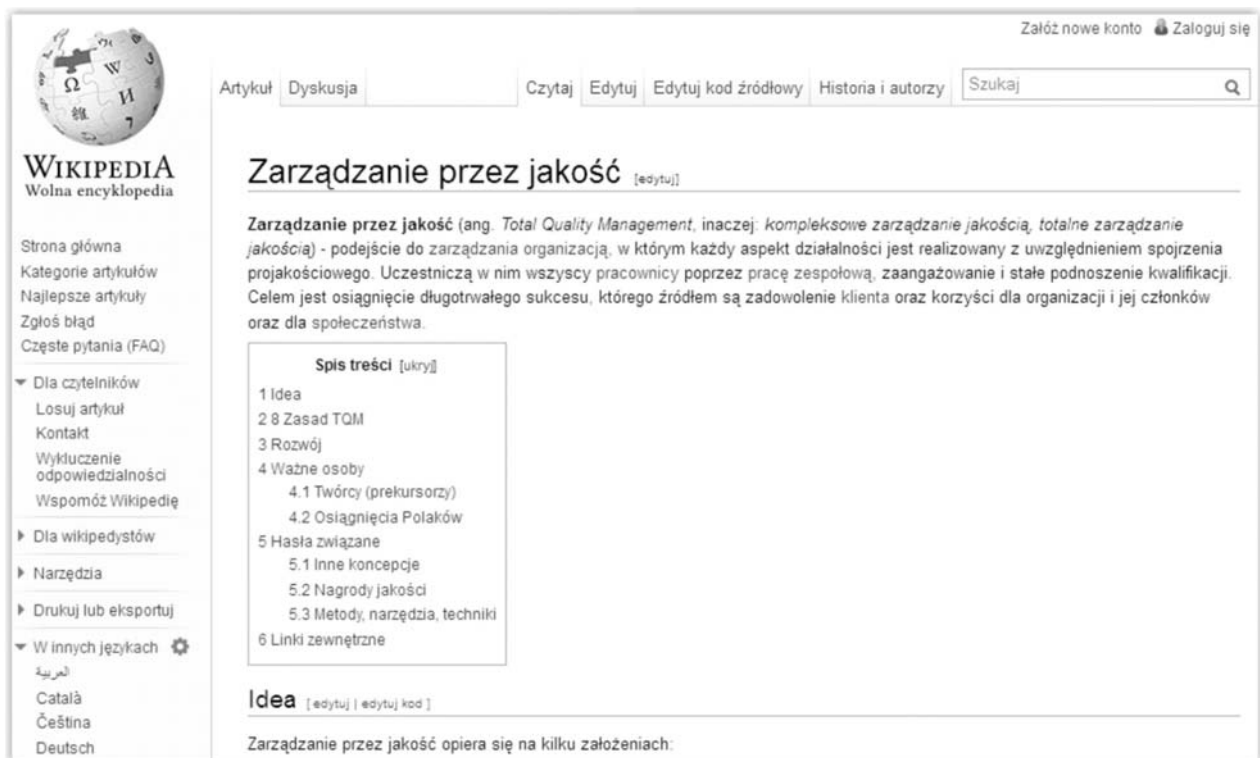 Załóż nowe konto Zaloguj się
Artykuł Dyskusja Czytaj Edytuj Edytuj kod źródłowy Historia i autorzy Szukaj
WIKIPEDIA
Wolna encyklopedia
Strona główna
Kategorie artykułów
Najlepsze artykuły
Zgłoś błąd
Częste pytania (FAQ)
Dla czytelników
Losuj artykuł
Kontakt
Wykluczenie
odpowiedzialności
Wspomóż Wikipedię
Dla wikipedystów
Narzędzia
Drukuj lub eksportuj
W innych językach
العربية
Català
Čeština
Deutsch
Zarządzanie przez jakość [edytuj]
Zarządzanie przez jakość (ang. Total Quality Management, inaczej: kompleksowe zarządzanie jakością, totalne zarządzanie
jakością) - podejście do zarządzania organizacją, w którym każdy aspekt działalności jest realizowany z uwzględnieniem spojrzenia
projakościowego. Uczestniczą w nim wszyscy pracownicy poprzez pracę zespołową, zaangażowanie i stałe podnoszenie kwalifikacji.
Celem jest osiągnięcie długotrwałego sukcesu, którego źródłem są zadowolenie klienta oraz korzyści dla organizacji i jej członków
oraz dla społeczeństwa.
Spis treści [ukryj]
1 Idea
2 8 Zasad TQM
3 Rozwój
4 Ważne osoby
4.1 Twórcy (prekursorzy)
4.2 Osiągnięcia Polaków
5 Hasła związane
5.1 Inne koncepcje
5.2 Nagrody jakości
5.3 Metody, narzędzia, techniki
6 Linki zewnętrzne
Idea [ edytuj | edytuj kod ]
Zarządzanie przez jakość opiera się na kilku założeniach: